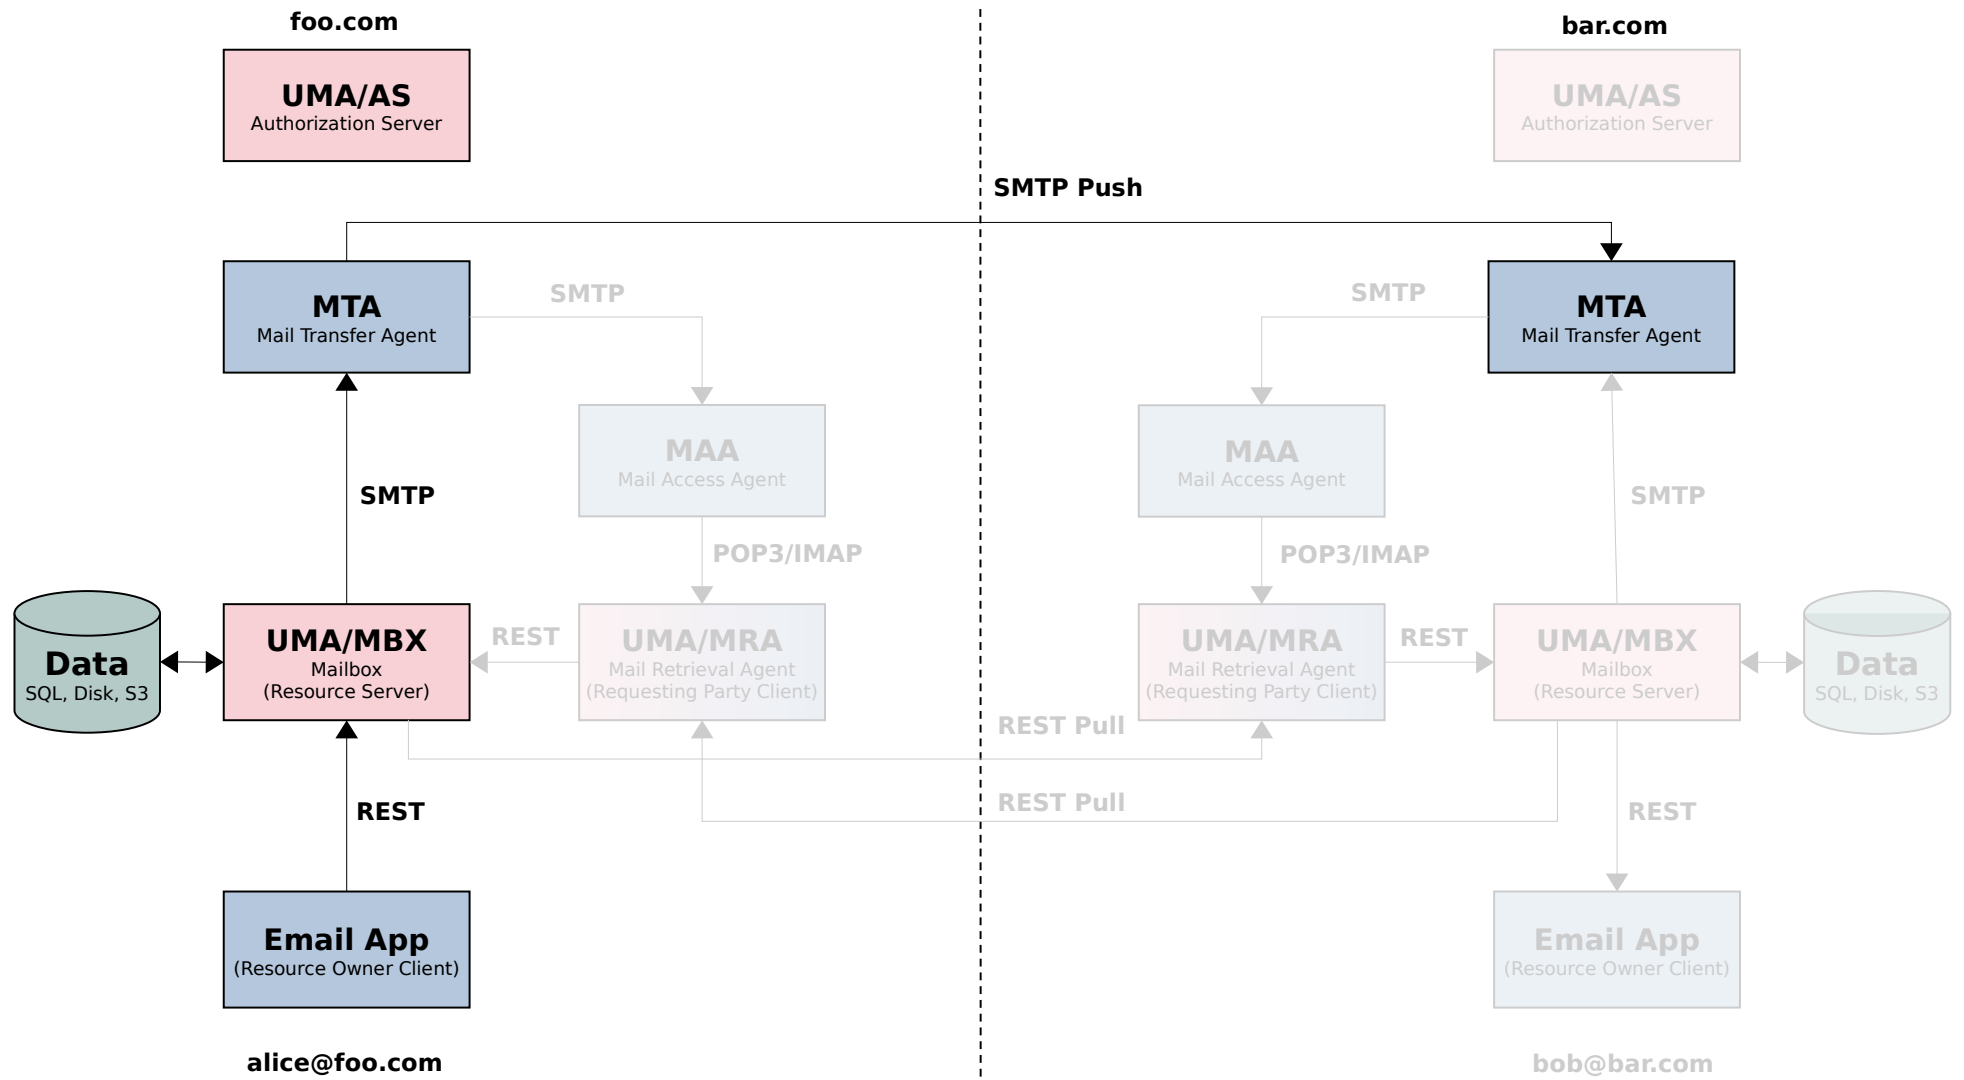 foo.com
bar.com
UMA/AS
Authorization Server
UMA/AS
Authorization Server
SMTP Push
MTA
Mail Transfer Agent
SMTP
SMTP
MTA
Mail Transfer Agent
MAA
Mail Access Agent
MAA
Mail Access Agent
SMTP
SMTP
POP3/IMAP
POP3/IMAP
Data
SQL, Disk, S3
UMA/MBX
Mailbox
(Resource Server)
REST
UMA/MRA
Mail Retrieval Agent
(Requesting Party Client)
UMA/MRA
Mail Retrieval Agent
(Requesting Party Client)
REST
UMA/MBX
Mailbox
(Resource Server)
Data
SQL, Disk, S3
REST Pull
REST Pull
REST
REST
Email App
(Resource Owner Client)
Email App
(Resource Owner Client)
alice@foo.com
bob@bar.com